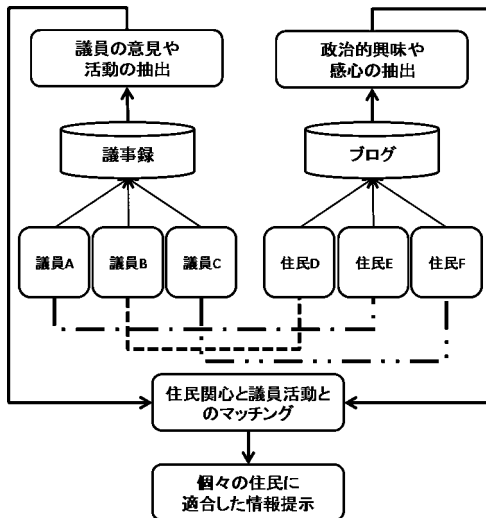 議員の意見や
活動の抽出
政治的興味や
感心の抽出
議事録
ブログ
議員A
議員B
議員C
住民D
住民E
住民F
住民関心と議員活動と
のマッチング
個々の住民に
適合した情報提示